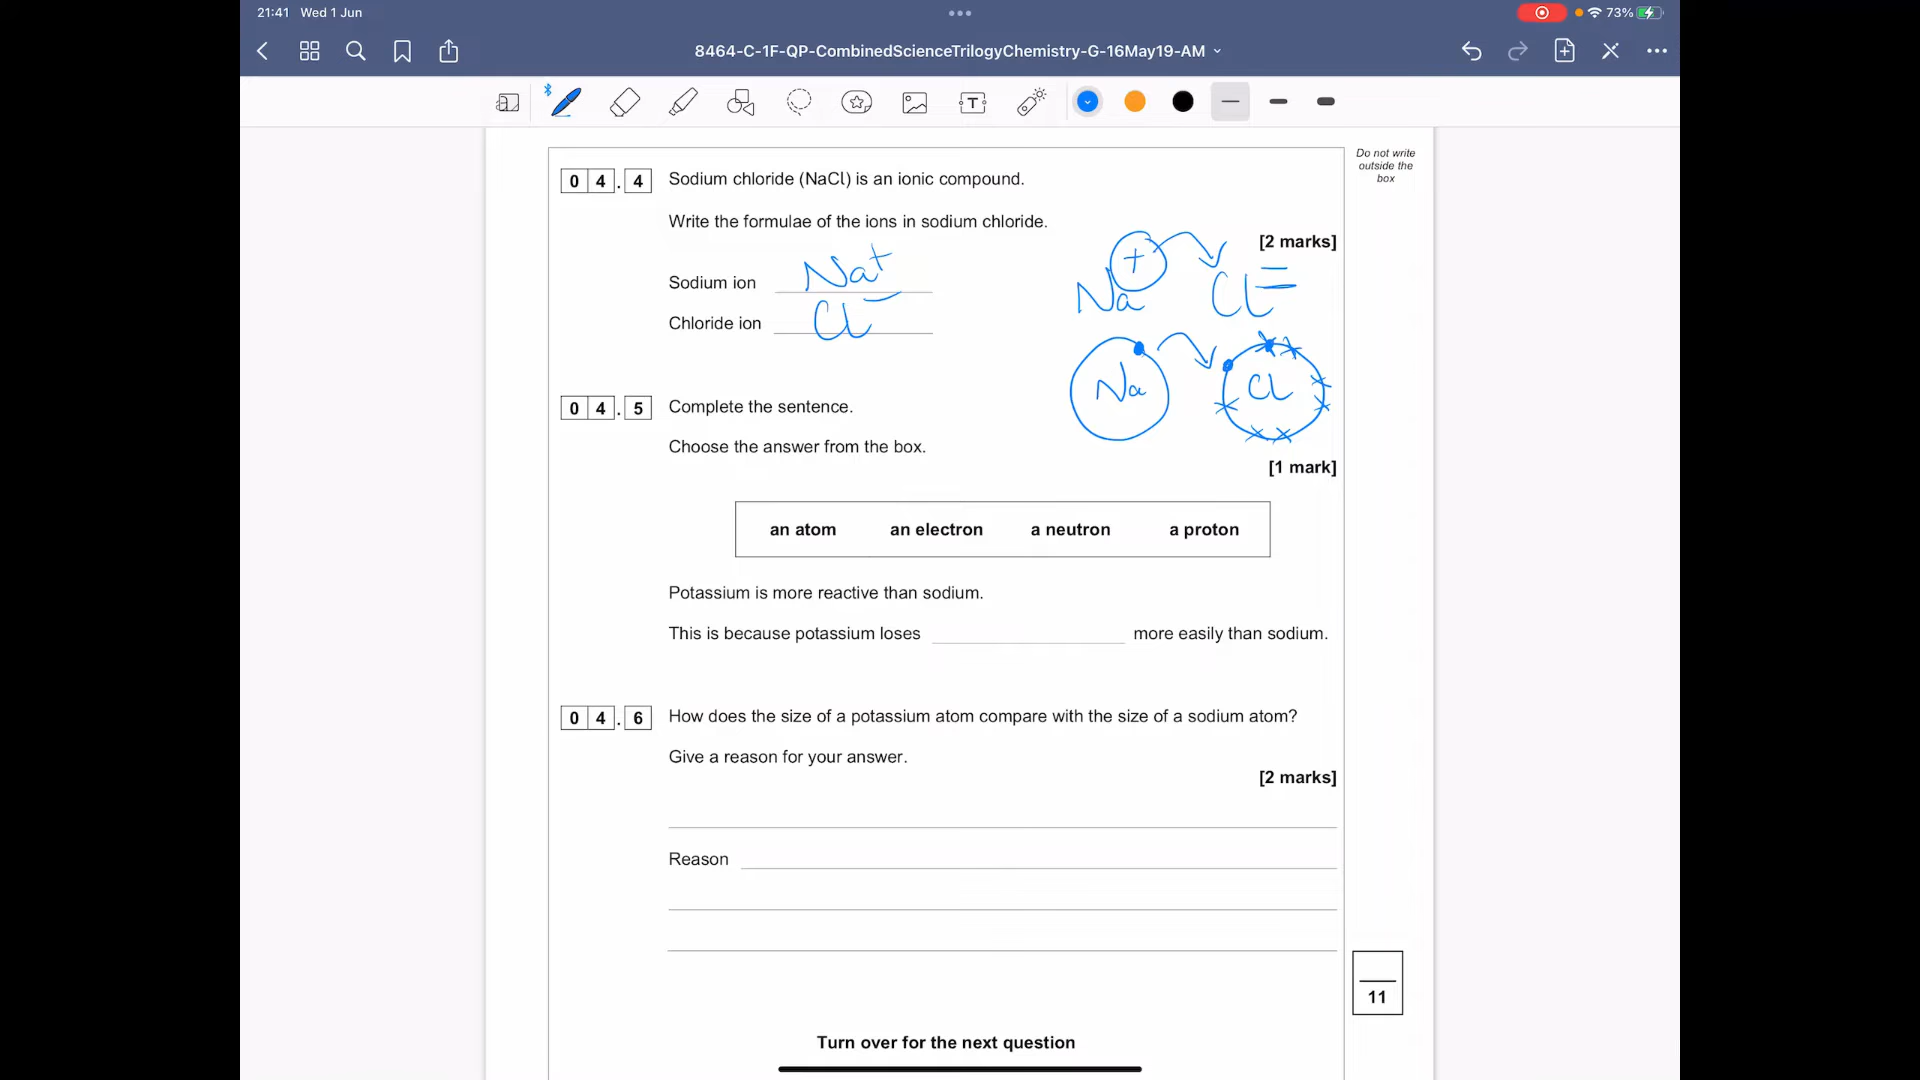 21:41 Wed 1 Jun
73%
8464-C-1F-QP-CombinedScienceTrilogyChemistry-G-16May19-AM
T
Do not write
outside the
box
0 4 . 4 Sodium chloride (NaCl) is an ionic compound.
Write the formulae of the ions in sodium chloride.
[2 marks]
Sodium ion Na+
Chloride ion Cl−
Na + Cl
Na Cl
0 4 . 5 Complete the sentence.
Choose the answer from the box.
[1 mark]
an atom an electron a neutron a proton
Potassium is more reactive than sodium.
This is because potassium loses more easily than sodium.
0 4 . 6 How does the size of a potassium atom compare with the size of a sodium atom?
Give a reason for your answer.
[2 marks]
Reason
11
Turn over for the next question